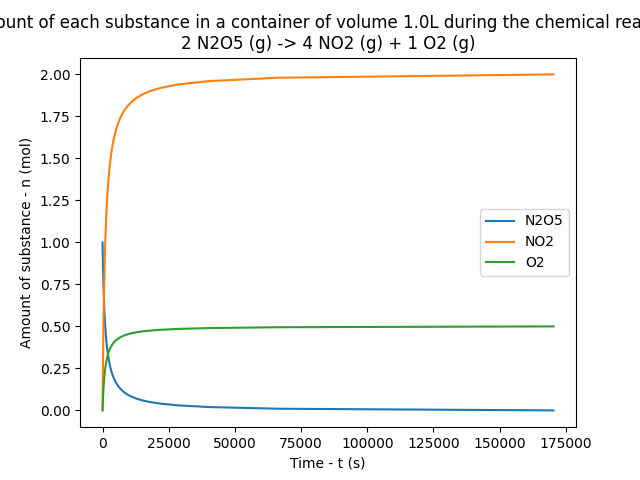 of each substance in a container of volume 1.0L during the chemical
2 N2O5 (g) -> 4 NO2 (g) + 1 O2 (g)
2.00
1.75
1.50
1.25
1.00
0.75
0.50
0.25
0.00
Amount of substance - n (mol)
N2O5
NO2
O2
0 25000 50000 75000 100000 125000 150000 175000
Time - t (s)